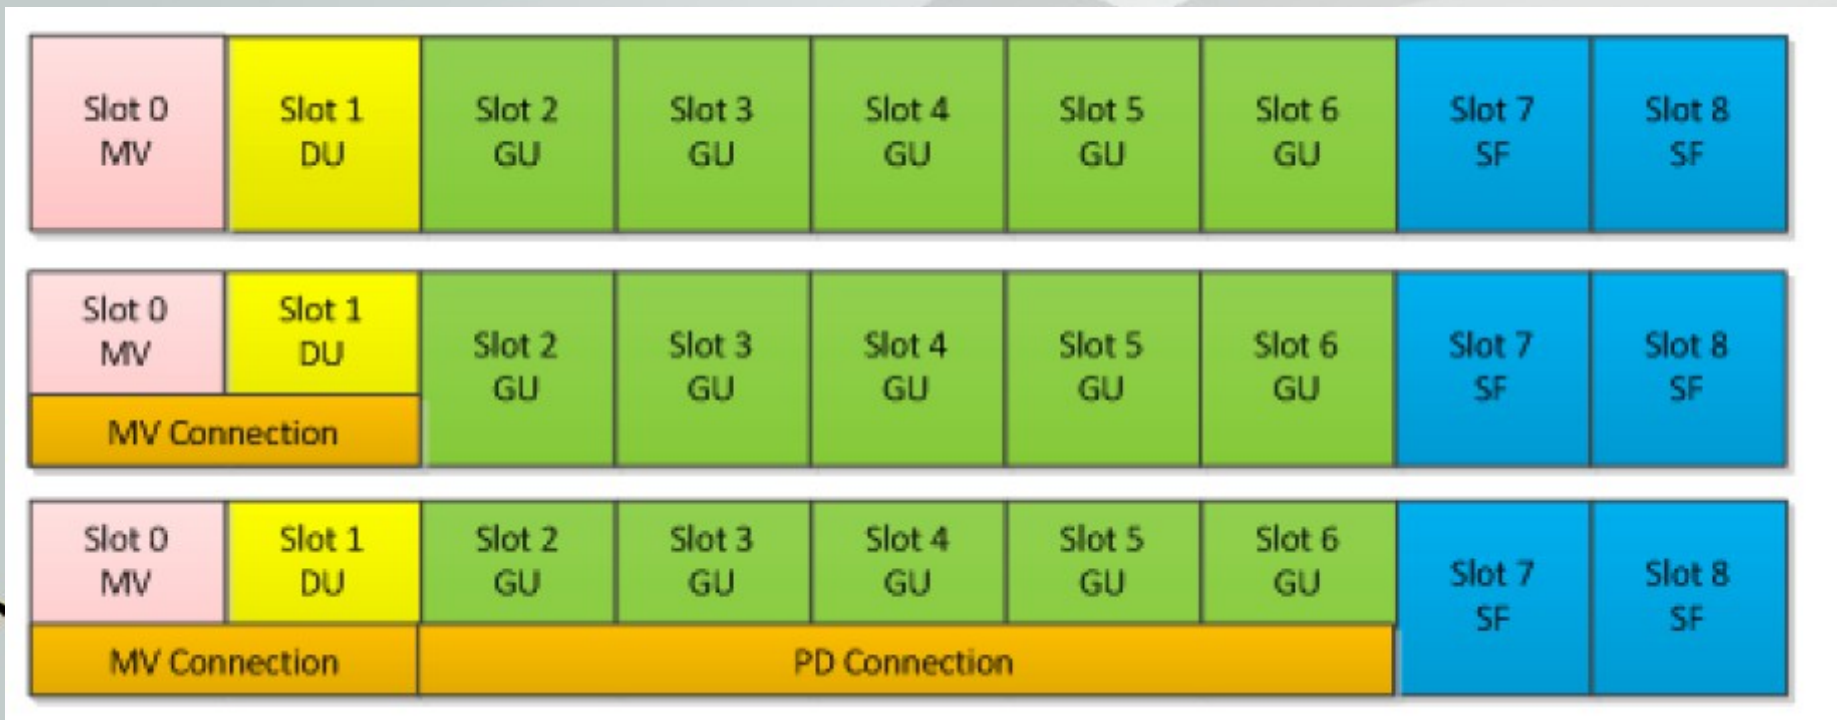 Slot 0 Slot 1 Slot 2 Slot 3 Slot 4 Slot 5 Slot 6 Slot 7 Slot 8
MV DU GU GU GU GU GU SF SF
Slot 0 Slot 1 Slot 2 Slot 3 Slot 4 Slot 5 Slot 6 Slot 7 Slot 8
MV DU GU GU GU GU GU SF SF
MV Connection
Slot 0 Slot 1 Slot 2 Slot 3 Slot 4 Slot 5 Slot 6 Slot 7 Slot 8
MV DU GU GU GU GU GU SF SF
MV Connection PD Connection